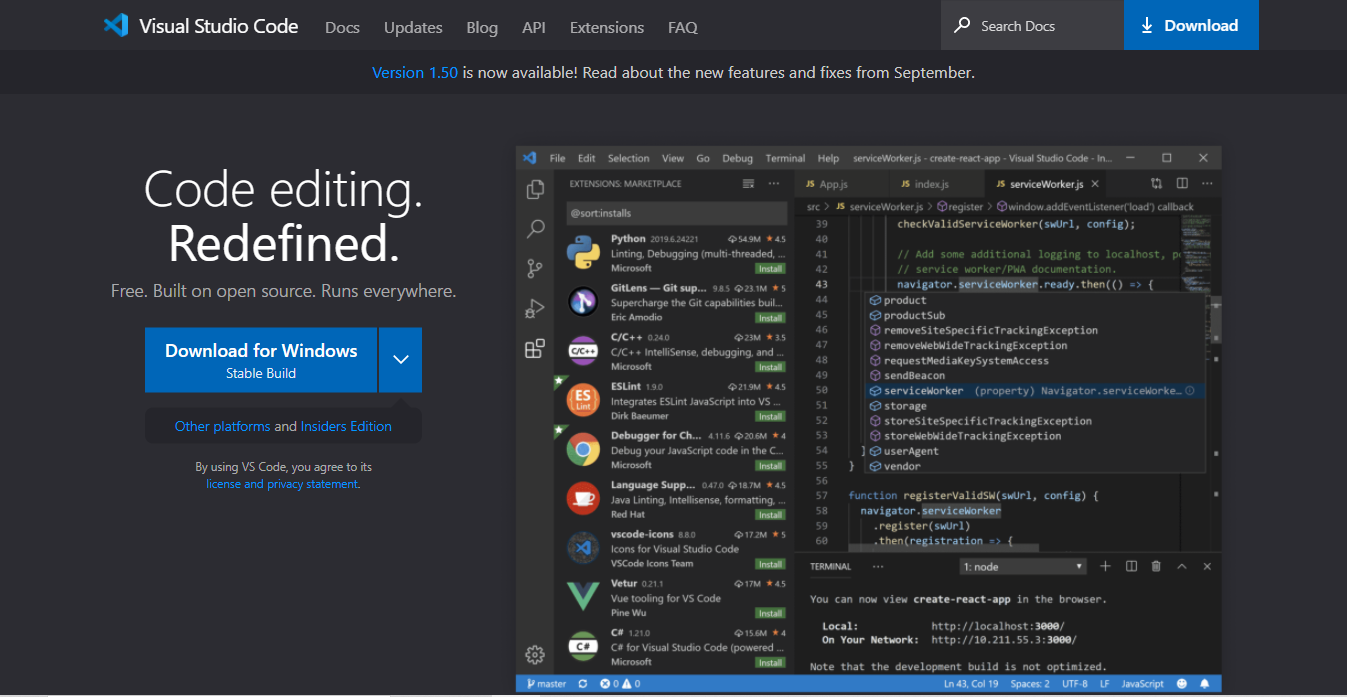 Visual Studio Code Docs Updates Blog API Extensions FAQ Search Docs Download
Version 1.50 is now available! Read about the new features and fixes from September.
Code editing.
Redefined.
Free. Built on open source. Runs everywhere.
Download for Windows
Stable Build
Other platforms and Insiders Edition
By using VS Code, you agree to its
license and privacy statement.
File Edit Selection View Go Debug Terminal Help serviceWorker.js - create-react-app - Visual Studio Code - In...
EXTENSIONS: MARKETPLACE
@sort:installs
Python 2019.6.24221 54.9M 4.5
Linting, Debugging (multi-threaded, ...
Microsoft Install
GitLens — Git sup... 9.8.5 23.1M 5
Supercharge the Git capabilities buil...
Eric Amodio Install
C/C++
C/C++ 0.24.0 23M 3.5
C/C++ IntelliSense, debugging, and ...
Microsoft Install
ES
Lint
ESLint 1.9.0 21.9M 4.5
Integrates ESLint JavaScript into VS ...
Dirk Baeumer Install
Debugger for Ch... 4.11.6 20.6M 4
Debug your JavaScript code in the C...
Microsoft Install
Language Supp... 0.47.0 18.7M 4.5
Java Linting, Intellisense, formatting, ...
Red Hat Install
vscode-icons 8.8.0 17.2M 5
Icons for Visual Studio Code
VSCode Icons Team Install
Vetur 0.21.1 17M 4.5
Vue tooling for VS Code
Pine Wu Install
C#
C# 1.21.0 15.6M 4
C# for Visual Studio Code (powered ...
Microsoft Install
JS App.js JS index.js JS serviceWorker.js
src > JS serviceWorker.js > register > window.addEventListener('load') callback
39 checkValidServiceWorker(swUrl, config);
40
41 // Add some additional logging to localhost, p
42 // service worker/PWA documentation.
43 navigator.serviceWorker.ready.then(() => {
44 product
45 productSub
46 removeSiteSpecificTrackingException
47 removeWebWideTrackingException
48 requestMediaKeySystemAccess
49 sendBeacon
50 serviceWorker (property) Navigator.serviceWorke...
51 storage
52 storeSiteSpecificTrackingException
53 storeWebWideTrackingException
54 } userAgent
55 } vendor
56
57 function registerValidSW(swUrl, config) {
58 navigator.serviceWorker
59 .register(swUrl)
60 .then(registration => {
TERMINAL ... 1: node
You can now view create-react-app in the browser.
Local: http://localhost:3000/
On Your Network: http://10.211.55.3:3000/
Note that the development build is not optimized.
master 0 0 Ln 43, Col 19 Spaces: 2 UTF-8 LF JavaScript